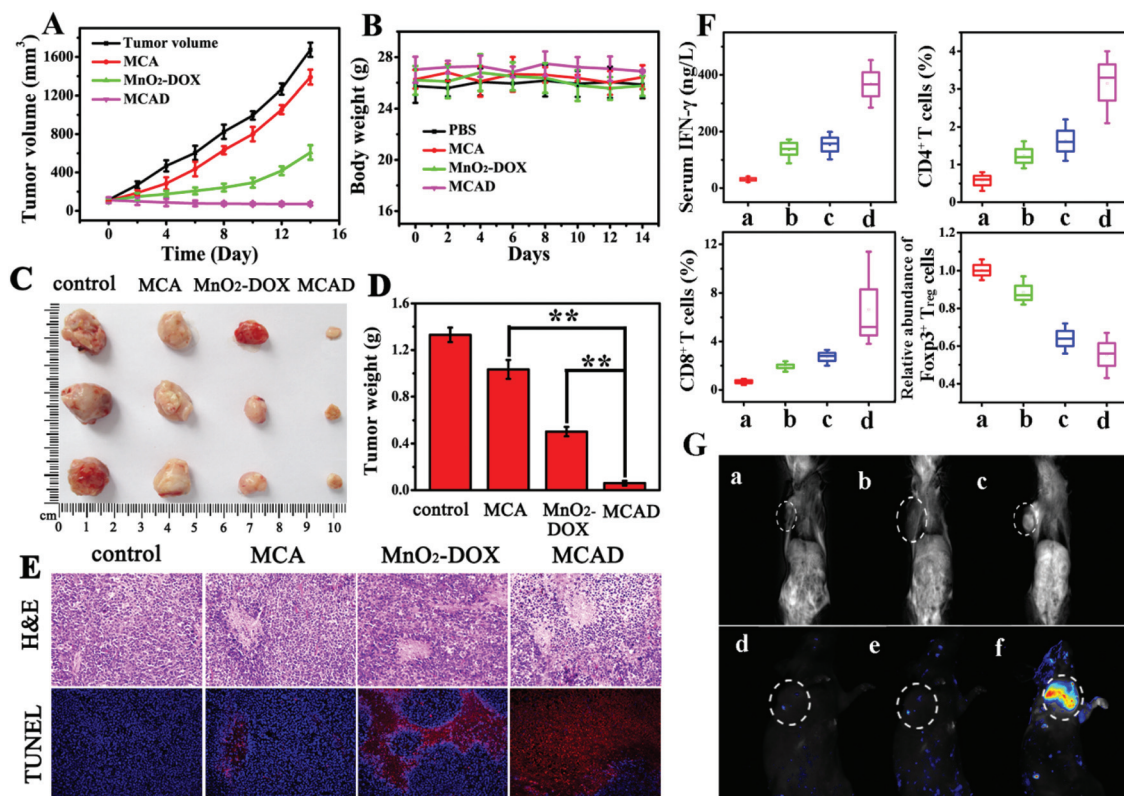 A
Tumor volume (mm³)
1600
1200
800
400
0
Tumor volume
MCA
MnO₂-DOX
MCAD
0 4 8 12 16
Time (Day)
B
Body weight (g)
28
26
24
22
20
18
16
PBS
MCA
MnO₂-DOX
MCAD
0 2 4 6 8 10 12 14
Days
C
control MCA MnO₂-DOX MCAD
cm
0 1 2 3 4 5 6 7 8 9 10
D
Tumor weight (g)
1.6
1.2
0.8
0.4
0.0
**
**
control MCA MnO₂- MCAD
DOX
E
control MCA MnO₂-DOX MCAD
H&E
TUNEL
F
Serum IFN-γ (ng/L)
400
200
0
a b c d
CD4⁺ T cells (%)
4
3
2
1
0
a b c d
CD8⁺ T cells (%)
12
8
4
0
a b c d
Relative abundance of
Foxp3⁺ Treg cells
1.2
1.0
0.8
0.6
a b c d
G
a b c
d e f